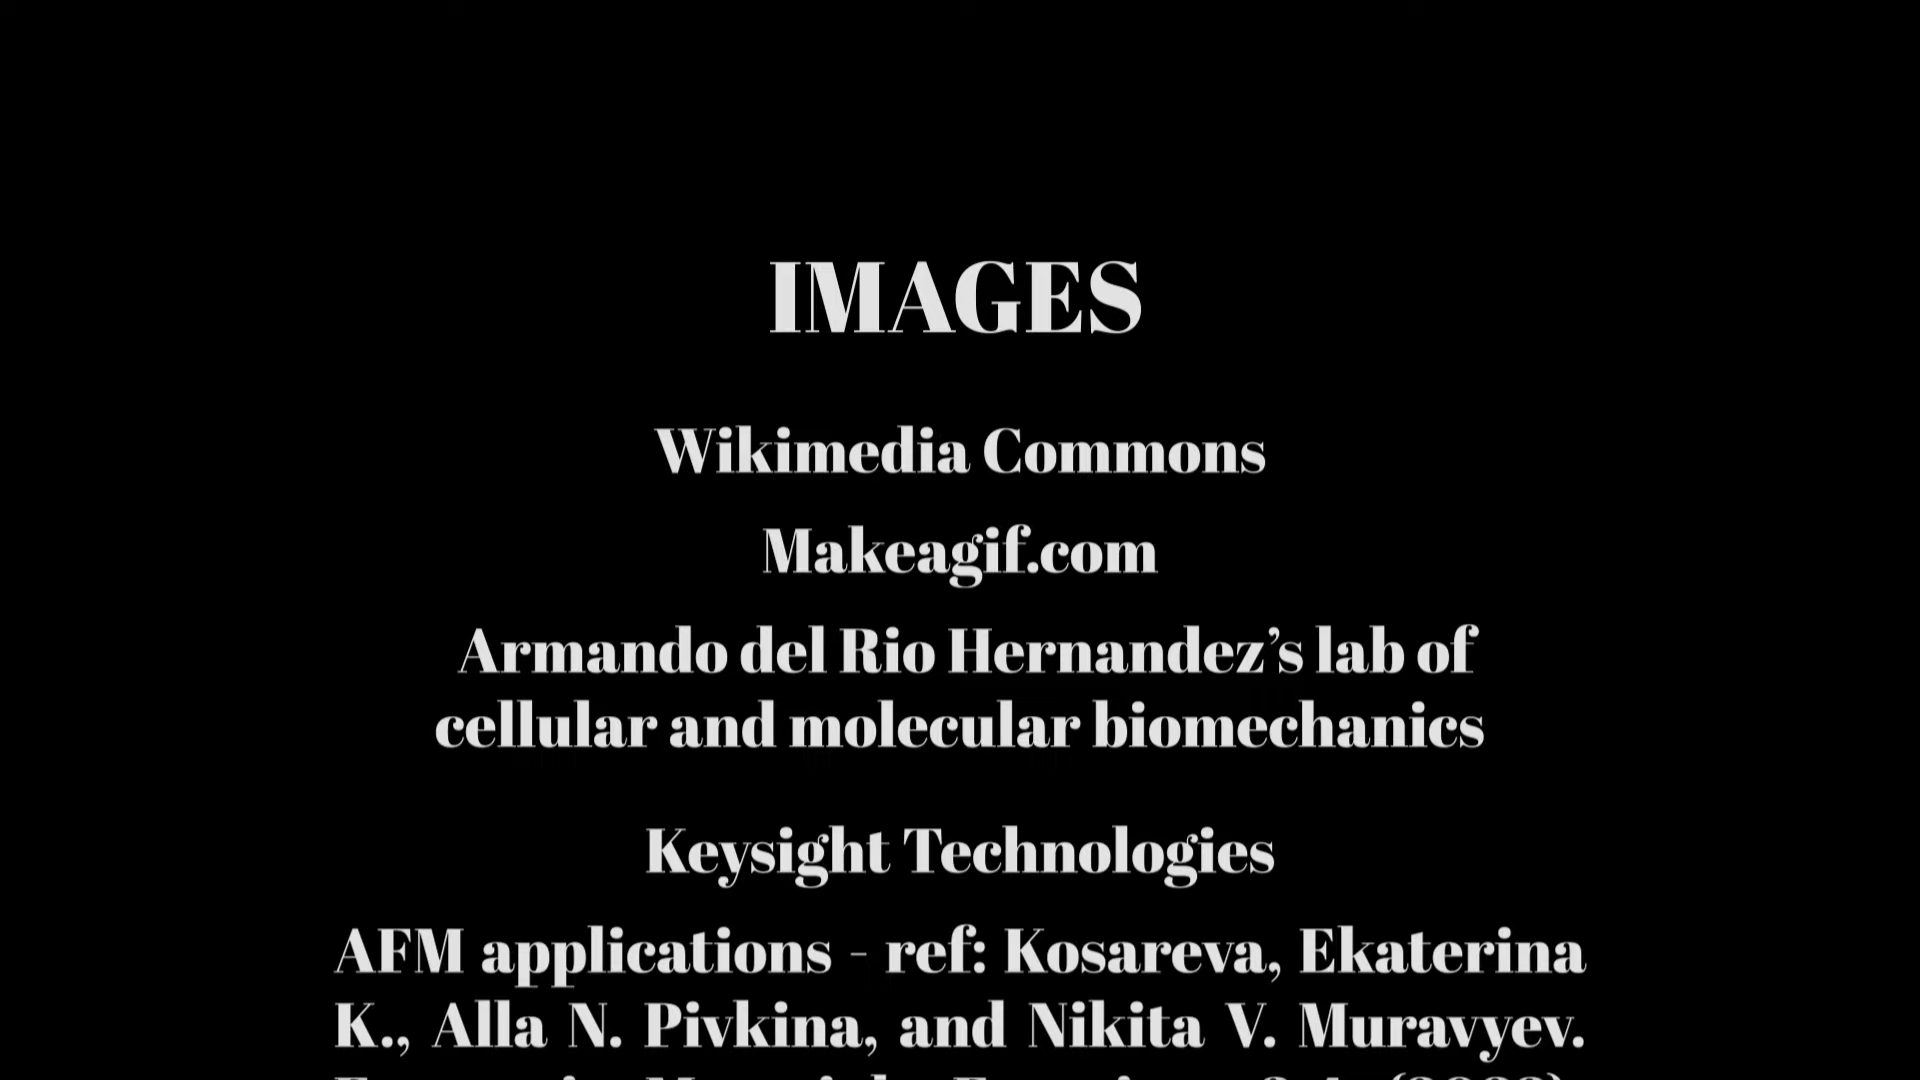 IMAGES
Wikimedia Commons
Makeagif.com
Armando del Rio Hernandez’s lab of
cellular and molecular biomechanics
Keysight Technologies
AFM applications - ref: Kosareva, Ekaterina
K., Alla N. Pivkina, and Nikita V. Muravyev.